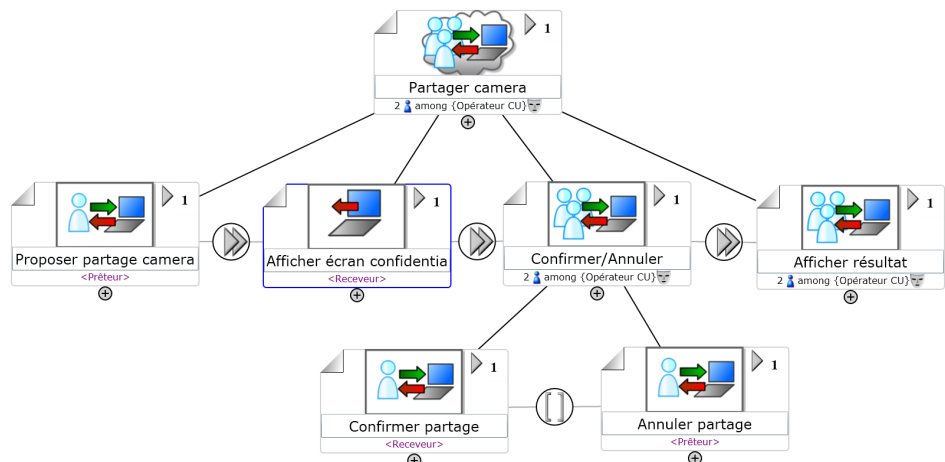 1
Partager camera
2 among {Opérateur CU}
1
Proposer partage camera
<Prêteur>
1
Afficher écran confidentia
<Receveur>
1
Confirmer/Annuler
2 among {Opérateur CU}
1
Afficher résultat
2 among {Opérateur CU}
1
Confirmer partage
<Receveur>
1
Annuler partage
<Prêteur>